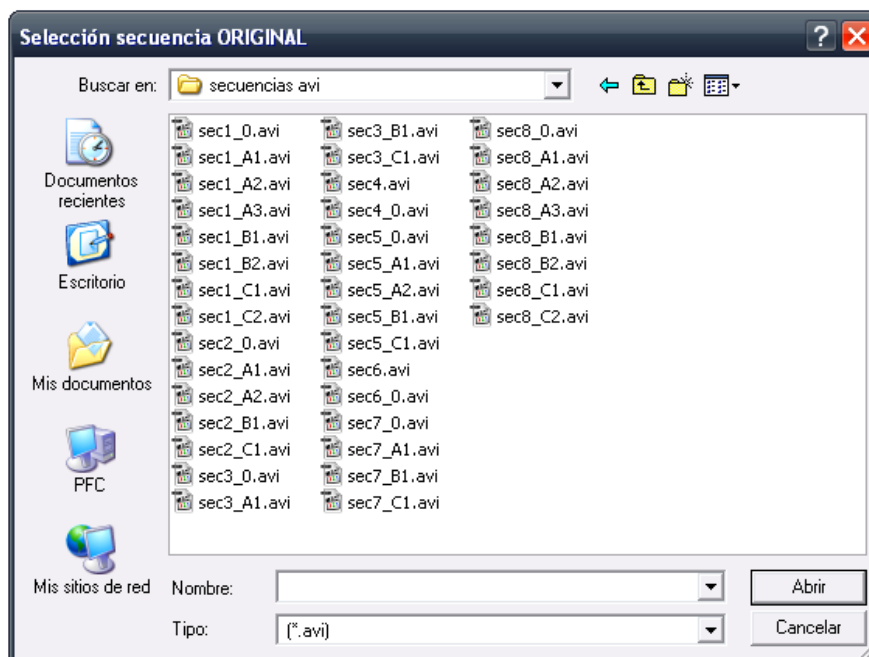 Selección secuencia ORIGINAL
Buscar en: secuencias avi
Documentos
recientes
Escritorio
Mis documentos
PFC
Mis sitios de red
sec1_0.avi
sec1_A1.avi
sec1_A2.avi
sec1_A3.avi
sec1_B1.avi
sec1_B2.avi
sec1_C1.avi
sec1_C2.avi
sec2_0.avi
sec2_A1.avi
sec2_A2.avi
sec2_B1.avi
sec2_C1.avi
sec3_0.avi
sec3_A1.avi
sec3_B1.avi
sec3_C1.avi
sec4.avi
sec4_0.avi
sec5_0.avi
sec5_A1.avi
sec5_A2.avi
sec5_B1.avi
sec5_C1.avi
sec6.avi
sec6_0.avi
sec7_0.avi
sec7_A1.avi
sec7_B1.avi
sec7_C1.avi
sec8_0.avi
sec8_A1.avi
sec8_A2.avi
sec8_A3.avi
sec8_B1.avi
sec8_B2.avi
sec8_C1.avi
sec8_C2.avi
Nombre:
Abrir
Tipo: (*.avi)
Cancelar